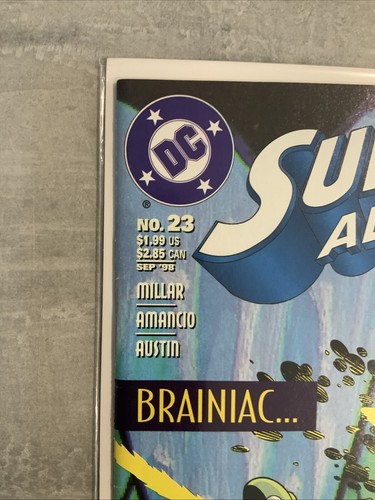 DC
®
NO. 23
$1.99 US
$2.85 CAN
SEP '98
MILLAR
AMANCIO
AUSTIN
BRAINIAC...